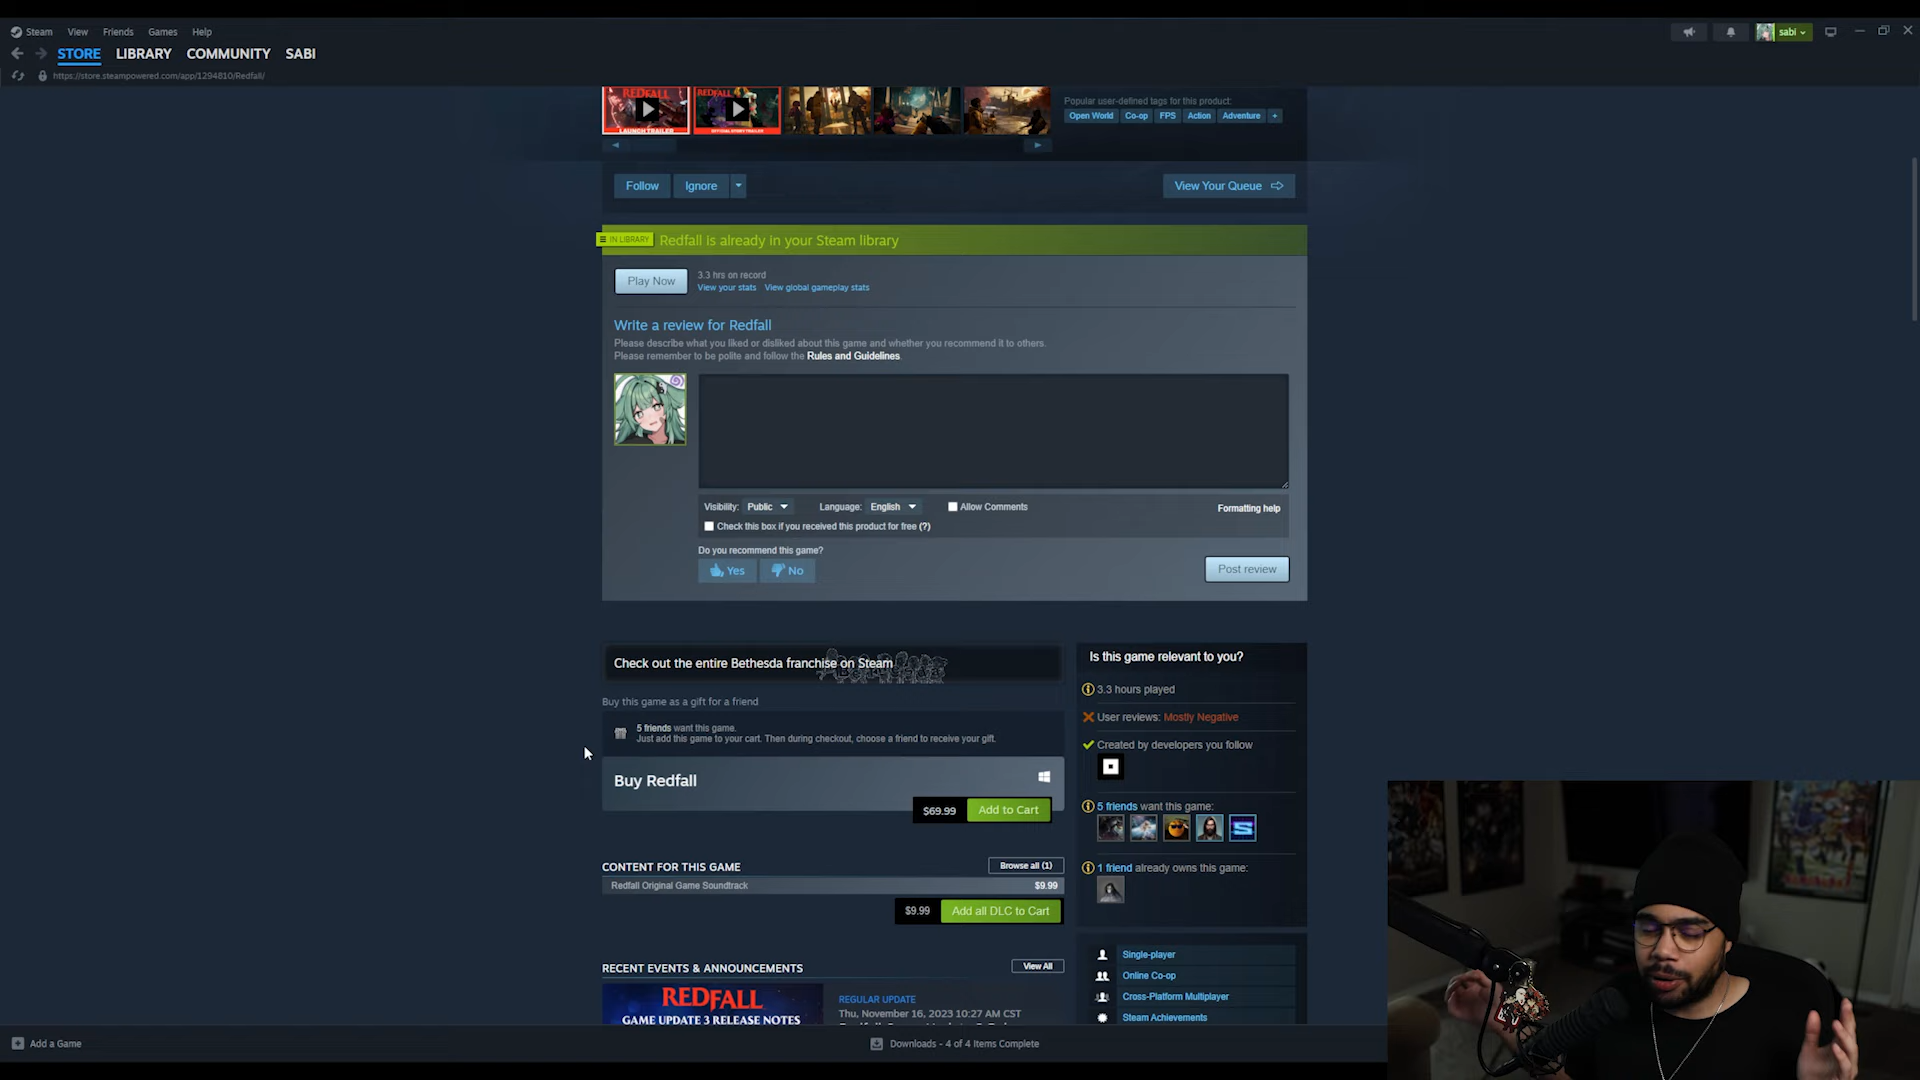 Steam View Friends Games Help
sabi
STORE LIBRARY COMMUNITY SABI
https://store.steampowered.com/app/1294810/Redfall/
REDFALL
LAUNCH TRAILER
REDFALL
OFFICIAL STORY TRAILER
Popular user-defined tags for this product:
Open World Co-op FPS Action Adventure +
Follow Ignore View Your Queue
IN LIBRARY Redfall is already in your Steam library
Play Now
3.3 hrs on record
View your stats View global gameplay stats
Write a review for Redfall
Please describe what you liked or disliked about this game and whether you recommend it to others.
Please remember to be polite and follow the Rules and Guidelines.
Visibility: Public Language: English Allow Comments Formatting help
Check this box if you received this product for free (?)
Do you recommend this game?
Yes No Post review
Check out the entire Bethesda franchise on Steam
Buy this game as a gift for a friend
5 friends want this game.
Just add this game to your cart. Then during checkout, choose a friend to receive your gift.
Buy Redfall
$69.99 Add to Cart
CONTENT FOR THIS GAME Browse all (1)
Redfall Original Game Soundtrack $9.99
$9.99 Add all DLC to Cart
RECENT EVENTS & ANNOUNCEMENTS View All
REDFALL
GAME UPDATE 3 RELEASE NOTES
REGULAR UPDATE
Thu, November 16, 2023 10:27 AM CST
Is this game relevant to you?
3.3 hours played
User reviews: Mostly Negative
Created by developers you follow
5 friends want this game:
1 friend already owns this game:
Single-player
Online Co-op
Cross-Platform Multiplayer
Steam Achievements
Add a Game
Downloads - 4 of 4 Items Complete